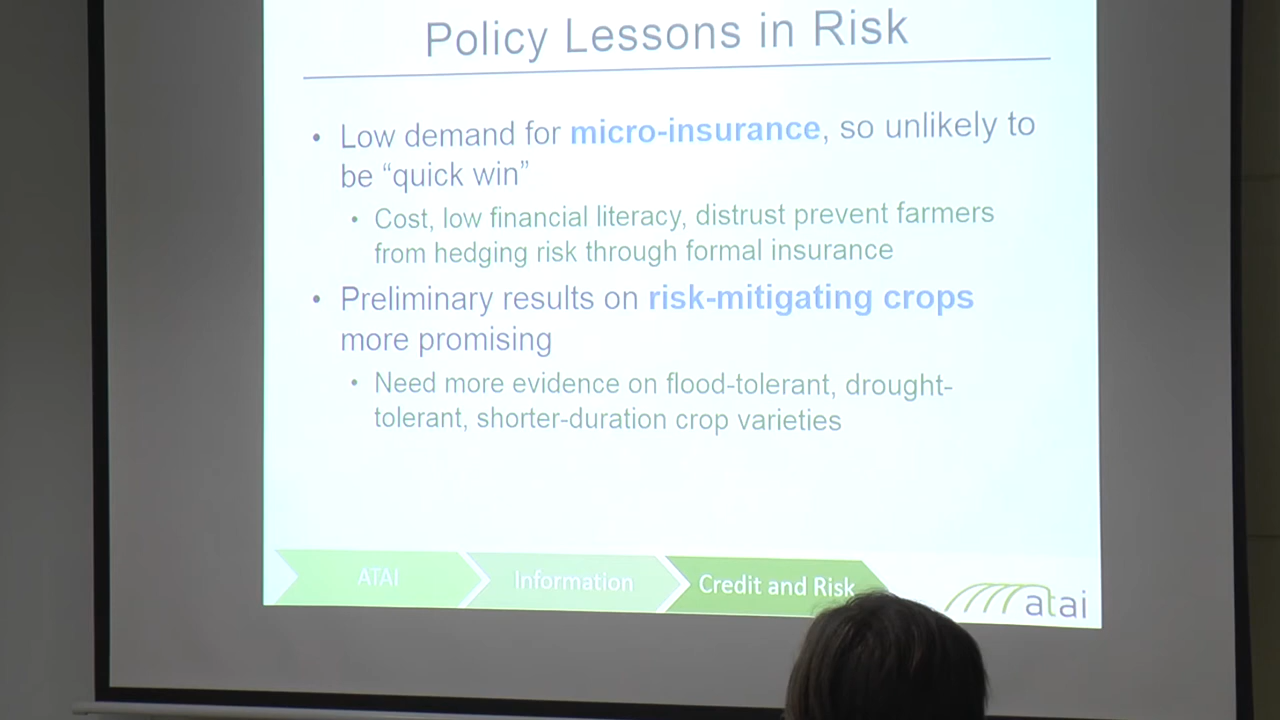 Policy Lessons in Risk
• Low demand for micro-insurance, so unlikely to
be “quick win”
• Cost, low financial literacy, distrust prevent farmers
from hedging risk through formal insurance
• Preliminary results on risk-mitigating crops
more promising
• Need more evidence on flood-tolerant, drought-
tolerant, shorter-duration crop varieties
ATAI
Information
Credit and Risk
atai